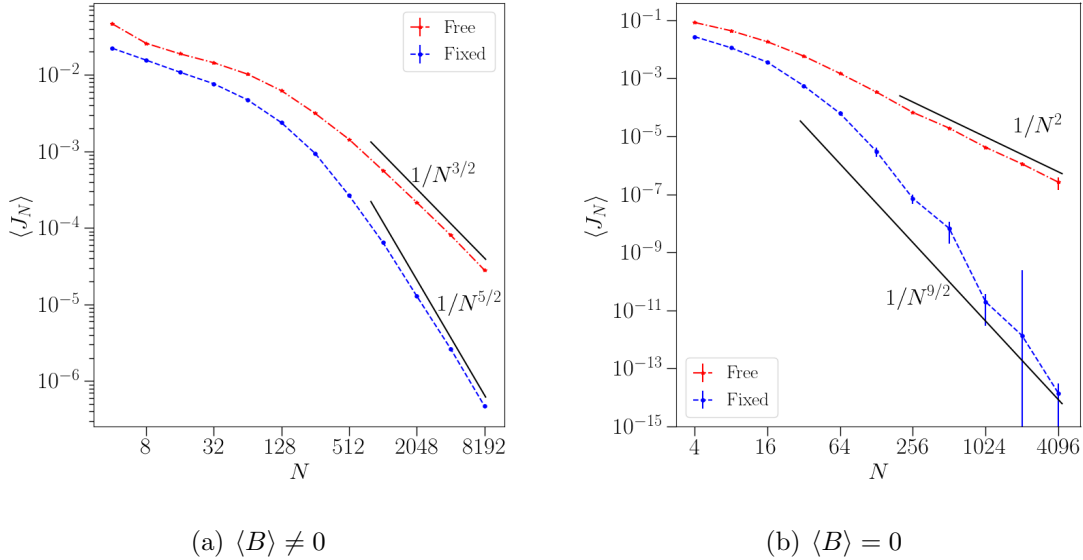 Free
Fixed
10^{-2}
10^{-3}
10^{-4}
10^{-5}
10^{-6}
⟨J_N⟩
1/N^{3/2}
1/N^{5/2}
8 32 128 512 2048 8192
N
(a) ⟨B⟩ ≠ 0
10^{-1}
10^{-3}
10^{-5}
10^{-7}
10^{-9}
10^{-11}
10^{-13}
10^{-15}
⟨J_N⟩
1/N^2
1/N^{9/2}
Free
Fixed
4 16 64 256 1024 4096
N
(b) ⟨B⟩ = 0